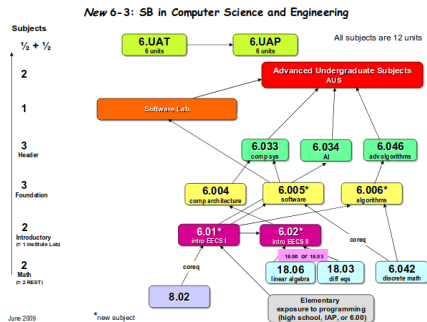 New 6-3: SB in Computer Science and Engineering
Subjects
½ + ½
6.UAT
6 units
6.UAP
6 units
All subjects are 12 units
2
Advanced Undergraduate Subjects
AUS
1
Software Lab
3
Header
6.033
comp sys
6.034
AI
6.046
adv algorithms
3
Foundation
6.004
comp architecture
6.005*
software
6.006*
algorithms
2
Introductory
(= 1 Institute Lab)
6.01*
intro EECS I
6.02*
intro EECS II
coreq
18.06 or 18.03
2
Math
(= 2 REST)
coreq
18.06
linear algebra
18.03
diff eqs
6.042
discrete math
8.02
Elementary
exposure to programming
(high school, IAP, or 6.00)
June 2009
*new subject